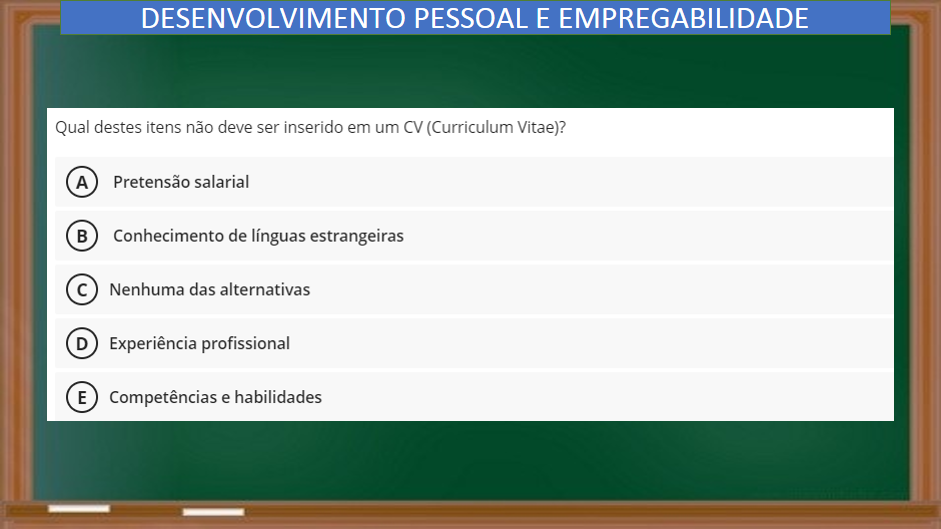 DESENVOLVIMENTO PESSOAL E EMPREGABILIDADE
Qual destes itens não deve ser inserido em um CV (Curriculum Vitae)?
A Pretensão salarial
B Conhecimento de línguas estrangeiras
C Nenhuma das alternativas
D Experiência profissional
E Competências e habilidades